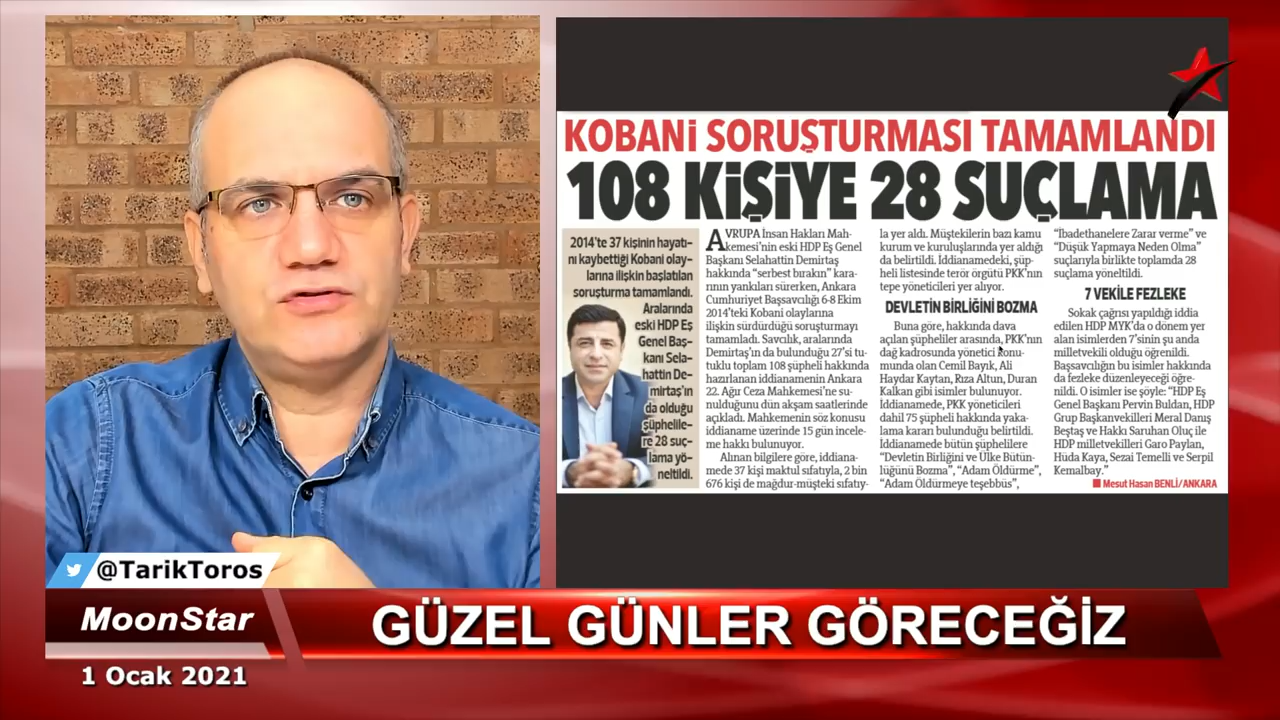 KOBANİ SORUŞTURMASI TAMAMLANDI
108 KİŞİYE 28 SUÇLAMA
2014'te 37 kişinin hayatı-
nı kaybettiği Kobani olay-
larına ilişkin başlatılan
soruşturma tamamlandı.
Aralarında
eski HDP Eş
Genel Baş-
kanı Sela-
hattin De-
mirtaş'ın
da olduğu
şüphelile-
re 28 suç-
lama yö-
neltildi.
AVRUPA İnsan Hakları Mah-
kemesi'nin eski HDP Eş Genel
Başkanı Selahattin Demirtaş
hakkında "serbest bırakın" kara-
rının yankıları sürerken, Ankara
Cumhuriyet Başsavcılığı 6-8 Ekim
2014'teki Kobani olaylarına
ilişkin sürdürdüğü soruşturmayı
tamamladı. Savcılık, aralarında
Demirtaş'ın da bulunduğu 27'si tu-
tuklu toplam 108 şüpheli hakkında
hazırlanan iddianamenin Ankara
22. Ağır Ceza Mahkemesi'ne su-
nulduğunu dün akşam saatlerinde
açıkladı. Mahkemenin söz konusu
iddianame üzerinde 15 gün incele-
me hakkı bulunuyor.
Alınan bilgilere göre, iddiana-
mede 37 kişi maktul sıfatıyla, 2 bin
676 kişi de mağdur-müşteki sıfatıy-
la yer aldı. Müştekilerin bazı kamu
kurum ve kuruluşlarında yer aldığı
da belirtildi. İddianamedeki, şüp-
heli listesinde terör örgütü PKK'nın
tepe yöneticileri yer alıyor.
DEVLETİN BİRLİĞİNİ BOZMA
Buna göre, hakkında dava
açılan şüpheliler arasında, PKK'nın
dağ kadrosunda yönetici konu-
munda olan Cemil Bayık, Ali
Haydar Kaytan, Rıza Altun, Duran
Kalkan gibi isimler bulunuyor.
İddianamede, PKK yöneticileri
dahil 75 şüpheli hakkında yaka-
lama kararı bulunduğu belirtildi.
İddianamede bütün şüphelilere
"Devletin Birliğini ve Ülke Bütün-
lüğünü Bozma", "Adam Öldürme",
"Adam Öldürmeye teşebbüs",
"İbadethanelere Zarar verme" ve
"Düşük Yapmaya Neden Olma"
suçlarıyla birlikte toplamda 28
suçlama yöneltildi.
7 VEKİLE FEZLEKE
Sokak çağrısı yapıldığı iddia
edilen HDP MYK'da o dönem yer
alan isimlerden 7'sinin şu anda
milletvekili olduğu öğrenildi.
Başsavcılığın bu isimler hakkında
da fezleke düzenleyeceği öğre-
nildi. O isimler ise şöyle: "HDP Eş
Genel Başkanı Pervin Buldan, HDP
Grup Başkanvekilleri Meral Danış
Beştaş ve Hakkı Saruhan Oluç ile
HDP milletvekilleri Garo Paylan,
Hüda Kaya, Sezai Temelli ve Serpil
Kemalbay."
Mesut Hasan BENLİ/ANKARA
@TarikToros
MoonStar
GÜZEL GÜNLER GÖRECEĞİZ
1 Ocak 2021